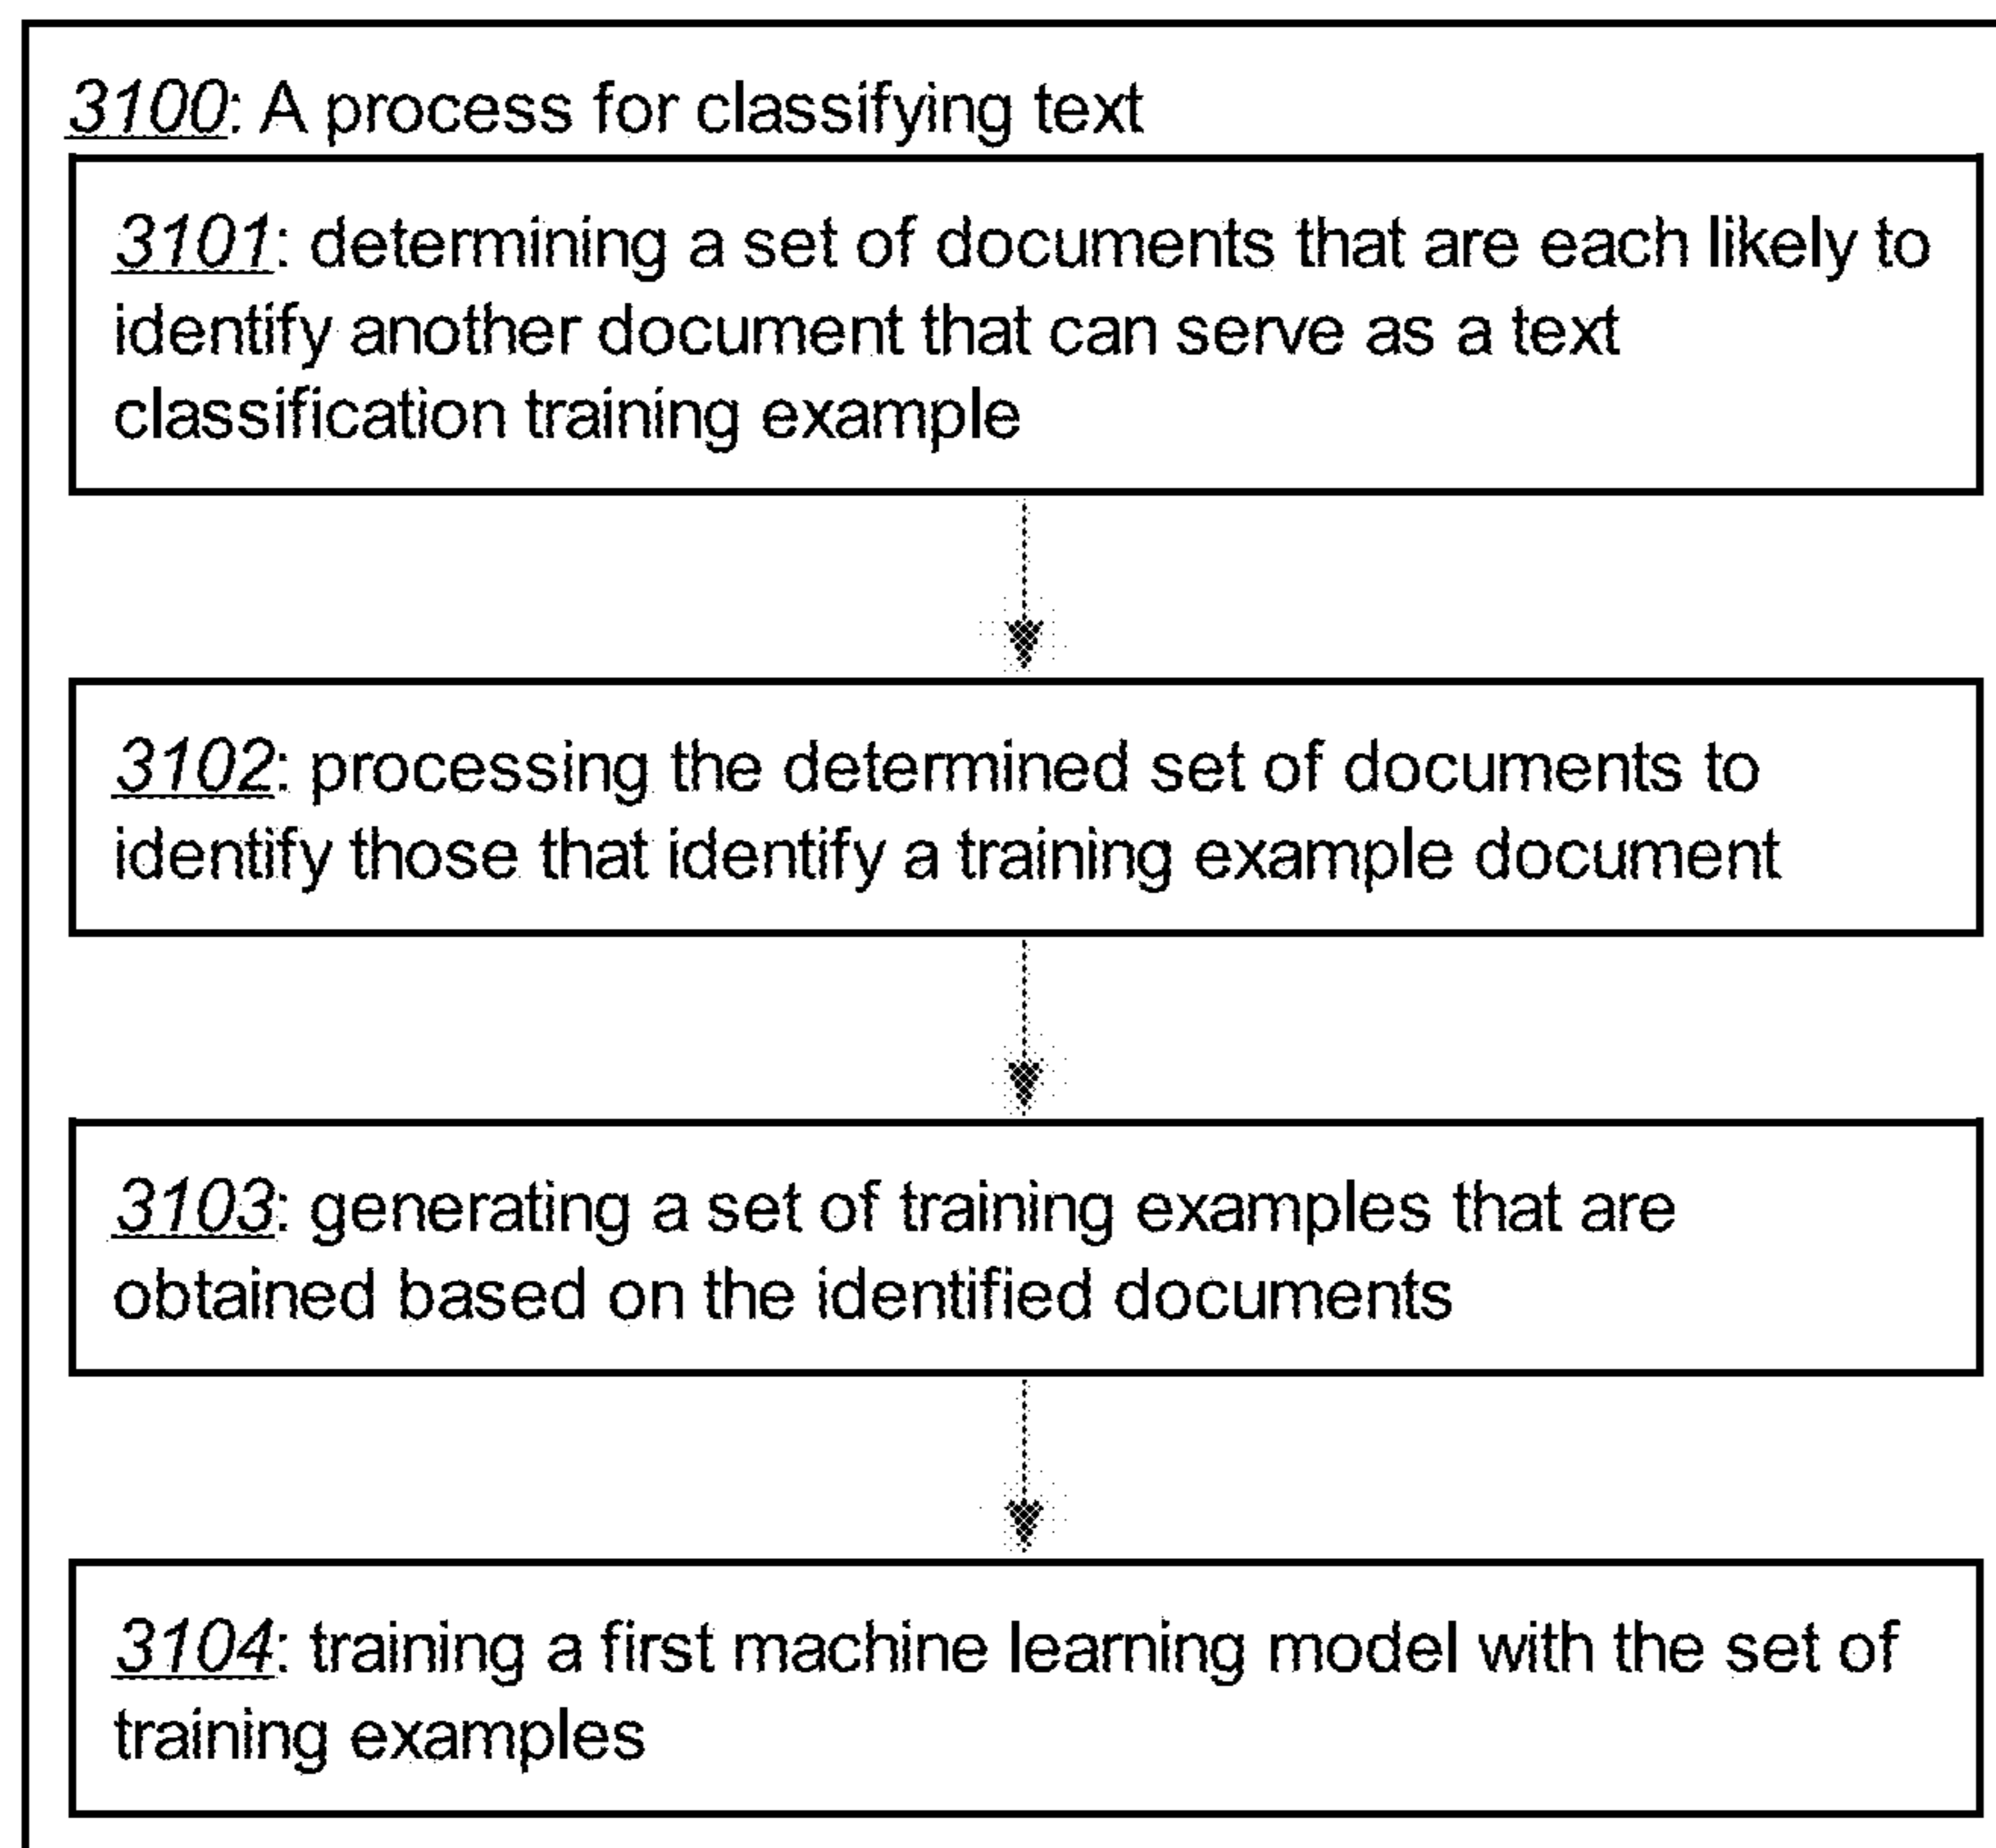 3100: A process for classifying text
3101: determining a set of documents that are each likely to
identify another document that can serve as a text
classification training example
3102: processing the determined set of documents to
identify those that identify a training example document
3103: generating a set of training examples that are
obtained based on the identified documents
3104: training a first machine learning model with the set of
training examples